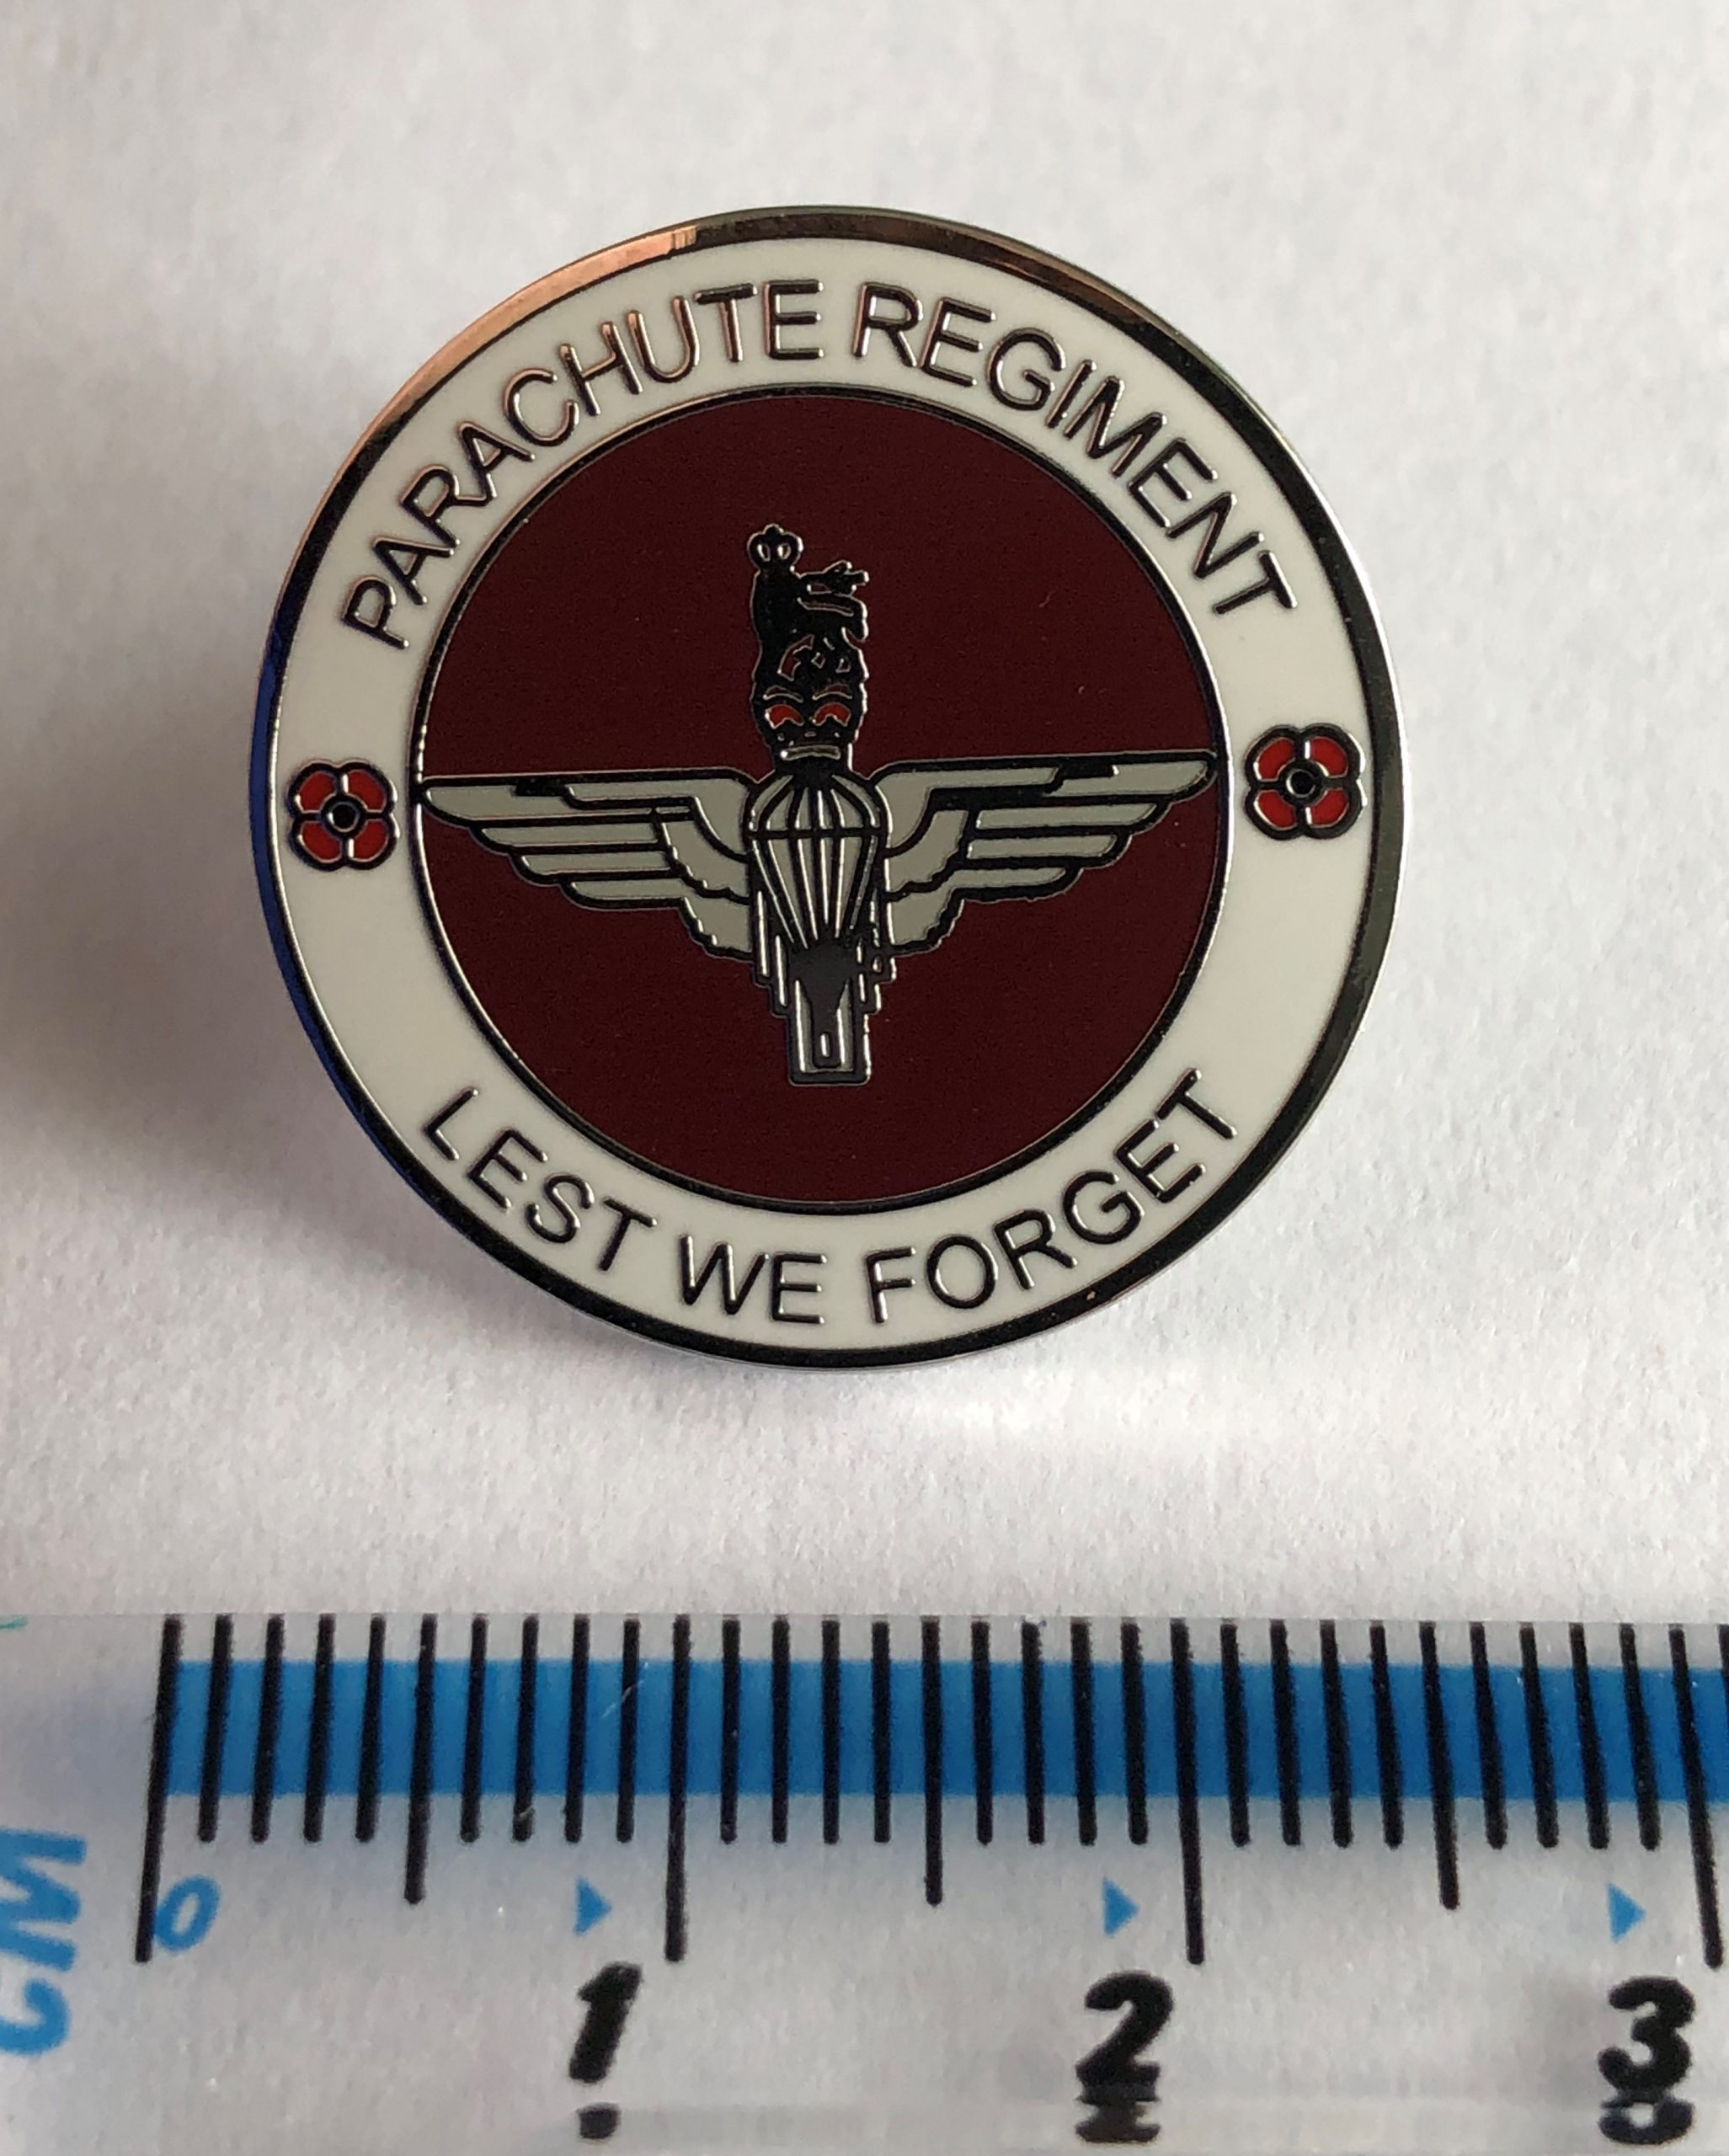 PARACHUTE REGIMENT
LEST WE FORGET
CM
0
1
2
3